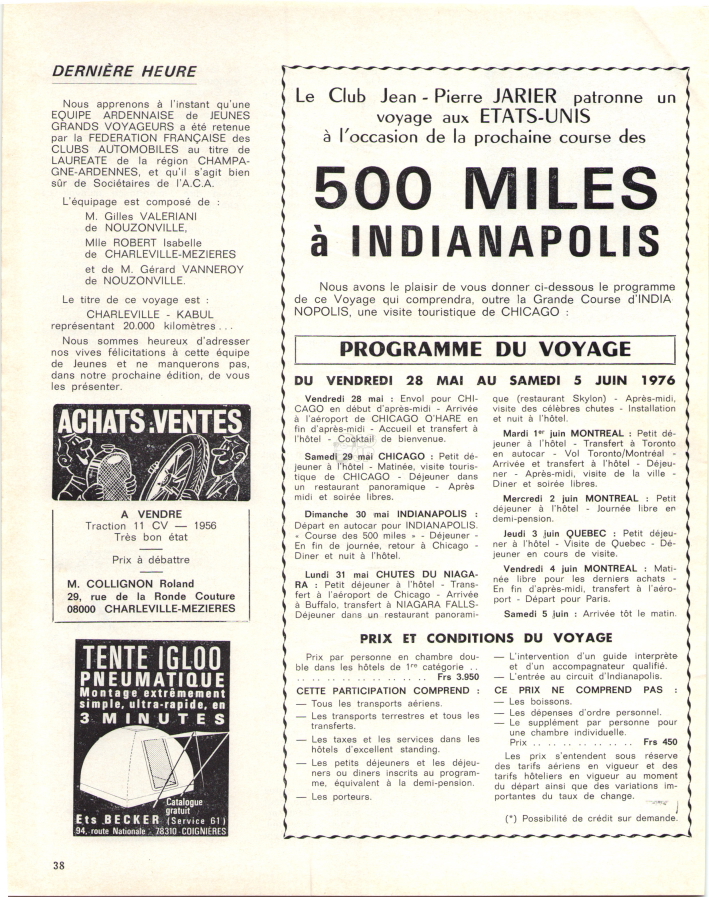 DERNIÈRE HEURE
Nous apprenons à l'instant qu'une
EQUIPE ARDENNAISE de JEUNES
GRANDS VOYAGEURS a été retenue
par la FEDERATION FRANÇAISE des
CLUBS AUTOMOBILES au titre de
LAUREATE de la région CHAMPA-
GNE-ARDENNES, et qu'il s'agit bien
sûr de Sociétaires de l'A.C.A.
L'équipage est composé de :
M. Gilles VALERIANI
de NOUZONVILLE,
Mlle ROBERT Isabelle
de CHARLEVILLE-MEZIERES
et de M. Gérard VANNEROY
de NOUZONVILLE.
Le titre de ce voyage est :
CHARLEVILLE - KABUL
représentant 20.000 kilomètres...
Nous sommes heureux d'adresser
nos vives félicitations à cette équipe
de Jeunes et ne manquerons pas,
dans notre prochaine édition, de vous
les présenter.
ACHATS.VENTES
A VENDRE
Traction 11 CV — 1956
Très bon état
Prix à débattre
M. COLLIGNON Roland
29, rue de la Ronde Couture
08000 CHARLEVILLE-MEZIERES
TENTE IGLOO
PNEUMATIQUE
Montage extrêmement
simple, ultra-rapide, en
3 MINUTES
Catalogue
gratuit
Ets BECKER (Service 61)
94, route Nationale - 78310 COIGNIÈRES
38
Le Club Jean-Pierre JARIER patronne un
voyage aux ETATS-UNIS
à l'occasion de la prochaine course des
500 MILES
à INDIANAPOLIS
Nous avons le plaisir de vous donner ci-dessous le programme
de ce Voyage qui comprendra, outre la Grande Course d'INDIA
NOPOLIS, une visite touristique de CHICAGO :
PROGRAMME DU VOYAGE
DU VENDREDI 28 MAI AU SAMEDI 5 JUIN 1976
Vendredi 28 mai : Envol pour CHI-
CAGO en début d'après-midi - Arrivée
à l'aéroport de CHICAGO O'HARE en
fin d'après-midi - Accueil et transfert à
l'hôtel - Cocktail de bienvenue.
Samedi 29 mai CHICAGO : Petit dé-
jeuner à l'hôtel - Matinée, visite touris-
tique de CHICAGO - Déjeuner dans
un restaurant panoramique - Après
midi et soirée libres.
Dimanche 30 mai INDIANAPOLIS :
Départ en autocar pour INDIANAPOLIS.
« Course des 500 miles » - Déjeuner -
En fin de journée, retour à Chicago -
Diner et nuit à l'hôtel.
Lundi 31 mai CHUTES DU NIAGA-
RA : Petit déjeuner à l'hôtel - Trans-
fert à l'aéroport de Chicago - Arrivée
à Buffalo, transfert à NIAGARA FALLS-
Déjeuner dans un restaurant panorami-
que (restaurant Skylon) - Après-midi,
visite des célèbres chutes - Installation
et nuit à l'hôtel.
Mardi 1er juin MONTREAL : Petit dé-
jeuner à l'hôtel - Transfert à Toronto
en autocar - Vol Toronto/Montréal -
Arrivée et transfert à l'hôtel - Déjeu-
ner - Après-midi, visite de la ville -
Diner et soirée libres.
Mercredi 2 juin MONTREAL : Petit
déjeuner à l'hôtel - Journée libre en
demi-pension.
Jeudi 3 juin QUEBEC : Petit déjeu-
ner à l'hôtel - Visite de Quebec - Dé-
jeuner en cours de visite.
Vendredi 4 juin MONTREAL : Mati-
née libre pour les derniers achats -
En fin d'après-midi, transfert à l'aéro-
port - Départ pour Paris.
Samedi 5 juin : Arrivée tôt le matin.
PRIX ET CONDITIONS DU VOYAGE
Prix par personne en chambre dou-
ble dans les hôtels de 1re catégorie ..
.. .. .. .. .. .. .. .. .. .. Frs 3.950
CETTE PARTICIPATION COMPREND :
— Tous les transports aériens.
— Les transports terrestres et tous les
transferts.
— Les taxes et les services dans les
hôtels d'excellent standing.
— Les petits déjeuners et les déjeu-
ners ou diners inscrits au program-
me, équivalent à la demi-pension.
— Les porteurs.
— L'intervention d'un guide interprète
et d'un accompagnateur qualifié.
— L'entrée au circuit d'Indianapolis.
CE PRIX NE COMPREND PAS :
— Les boissons.
— Les dépenses d'ordre personnel.
— Le supplément par personne pour
une chambre individuelle.
Prix .. .. .. .. .. .. .. .. Frs 450
Les prix s'entendent sous réserve
des tarifs aériens en vigueur et des
tarifs hôteliers en vigueur au moment
du départ ainsi que des variations im-
portantes du taux de change.
(*) Possibilité de crédit sur demande.